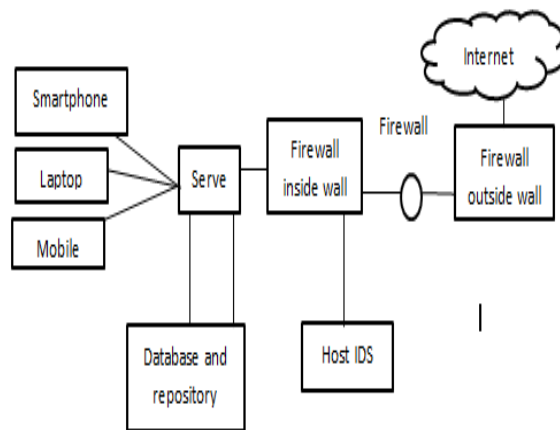 Internet
Smartphone
Firewall
Firewall
inside wall
Firewall
outside wall
Laptop
Serve
Mobile
Database and
repository
Host IDS